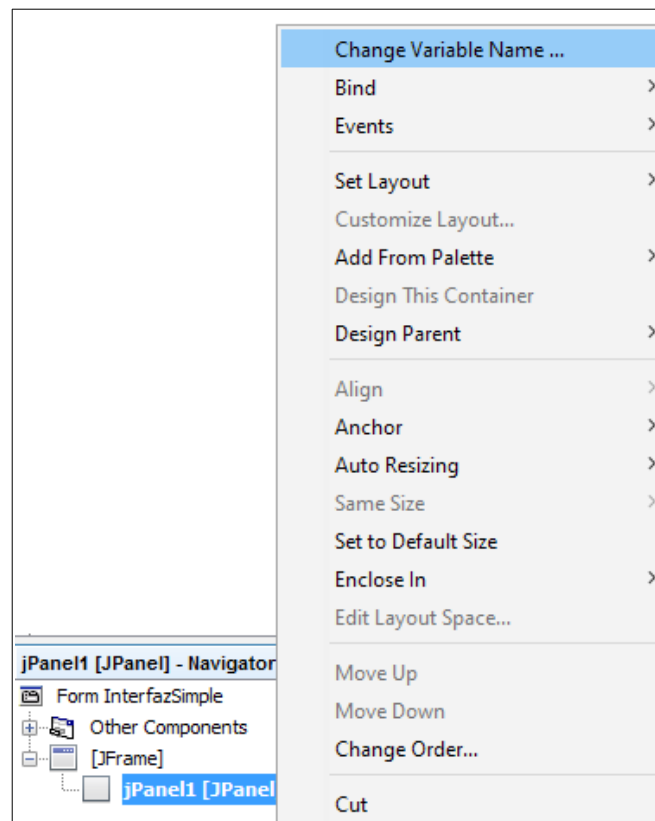 Change Variable Name ...
Bind
Events
Set Layout
Customize Layout...
Add From Palette
Design This Container
Design Parent
Align
Anchor
Auto Resizing
Same Size
Set to Default Size
Enclose In
Edit Layout Space...
Move Up
Move Down
Change Order...
Cut
jPanel1 [JPanel] - Navigator
Form InterfazSimple
Other Components
[JFrame]
jPanel1 [JPanel